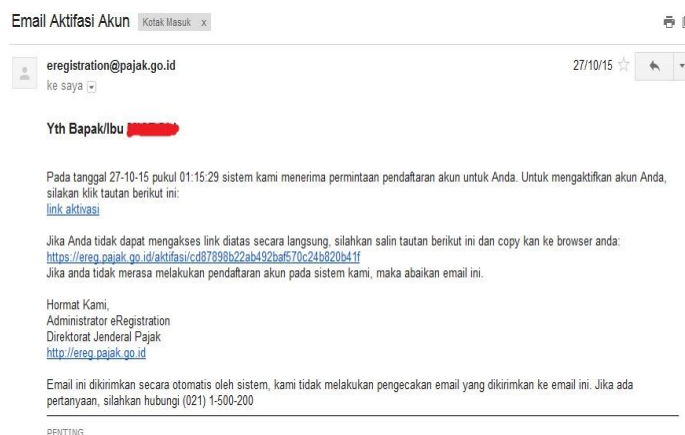 Email Aktifasi Akun Kotak Masuk x
eregistration@pajak.go.id 27/10/15
ke saya
Yth Bapak/Ibu
Pada tanggal 27-10-15 pukul 01:15:29 sistem kami menerima permintaan pendaftaran akun untuk Anda. Untuk mengaktifkan akun Anda,
silakan klik tautan berikut ini:
link aktivasi
Jika Anda tidak dapat mengakses link diatas secara langsung, silahkan salin tautan berikut ini dan copy kan ke browser anda:
https://ereg.pajak.go.id/aktifasi/cd87898b22ab492baf570c24b820b41f
Jika anda tidak merasa melakukan pendaftaran akun pada sistem kami, maka abaikan email ini.
Hormat Kami,
Administrator eRegistration
Direktorat Jenderal Pajak
http://ereg.pajak.go.id
Email ini dikirimkan secara otomatis oleh sistem, kami tidak melakukan pengecakan email yang dikirimkan ke email ini. Jika ada
pertanyaan, silahkan hubungi (021) 1-500-200
PENTING